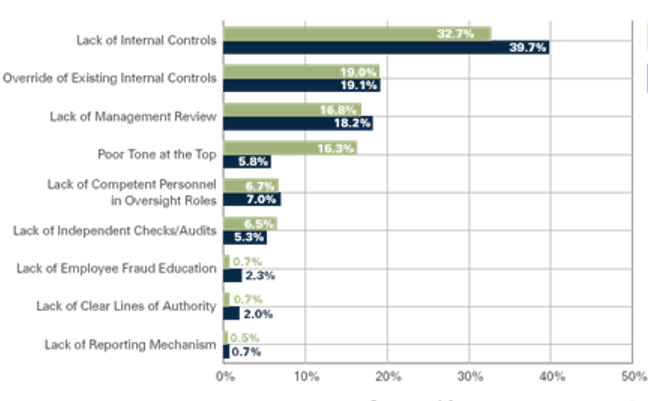 Lack of Internal Controls
32.7%
39.7%
Override of Existing Internal Controls
19.0%
19.1%
Lack of Management Review
16.8%
18.2%
Poor Tone at the Top
16.3%
5.8%
Lack of Competent Personnel
in Oversight Roles
6.7%
7.0%
Lack of Independent Checks/Audits
6.5%
5.3%
Lack of Employee Fraud Education
0.7%
2.3%
Lack of Clear Lines of Authority
0.7%
2.0%
Lack of Reporting Mechanism
0.5%
0.7%
0% 10% 20% 30% 40% 50%